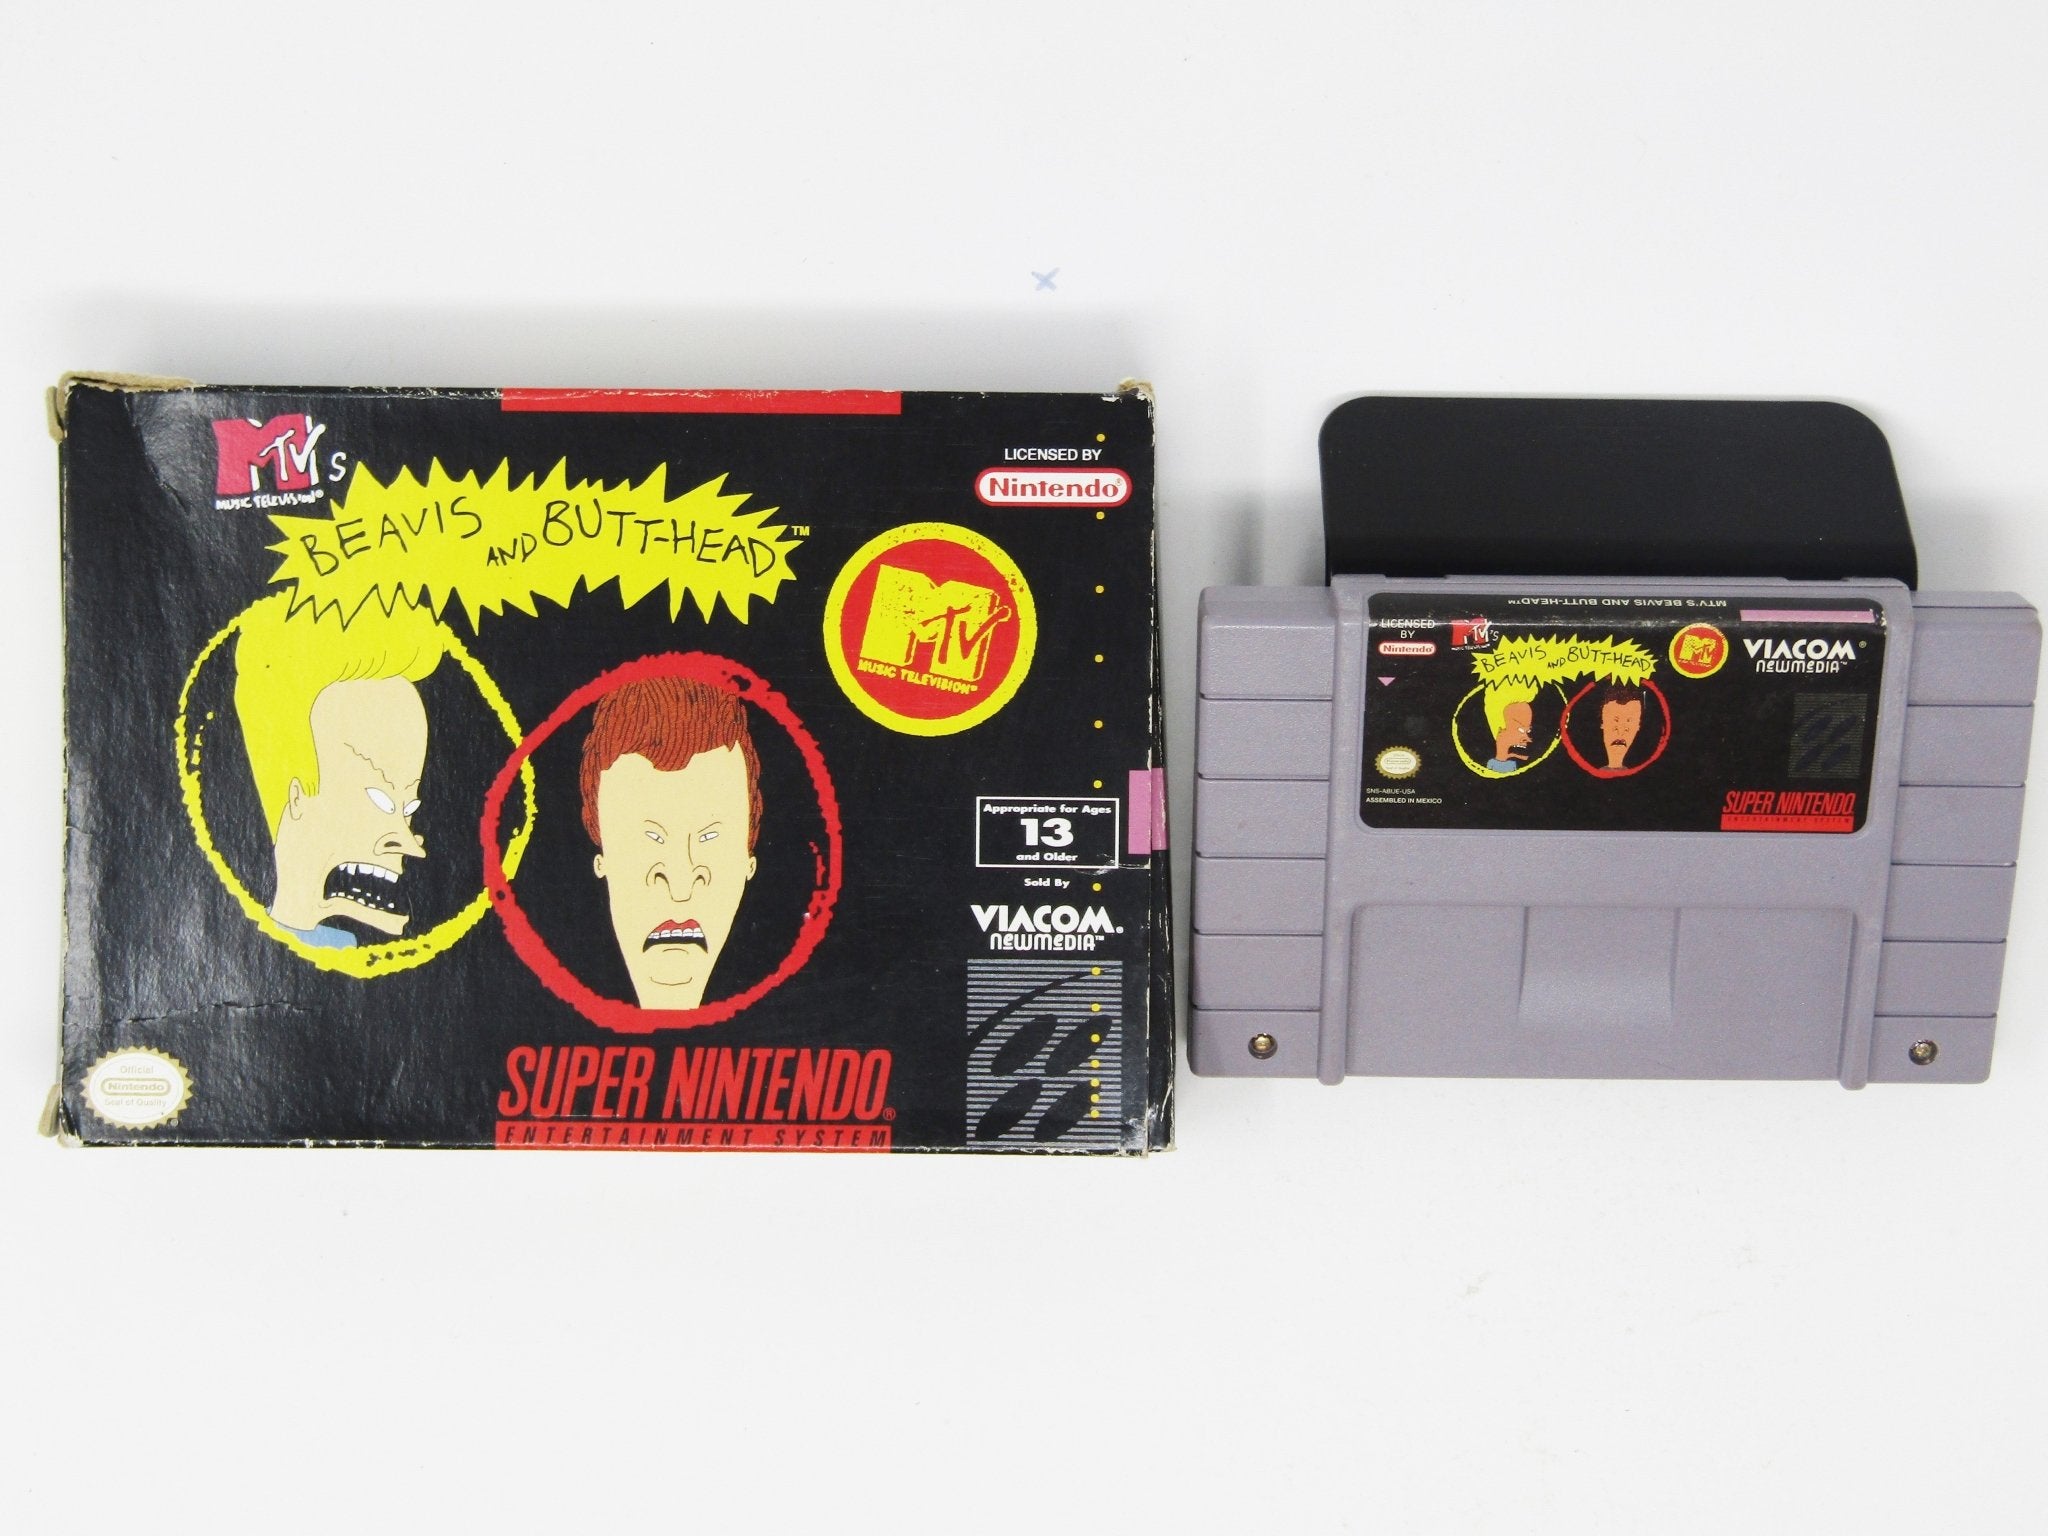 MTV's
MUSIC TELEVISION®
BEAVIS AND BUTT-HEAD™
LICENSED BY
Nintendo®
MTV®
MUSIC TELEVISION®
Appropriate for Ages
13
and Older
Sold By
VIACOM®
newmedia™
Official
Nintendo
Seal of Quality
SUPER NINTENDO®
ENTERTAINMENT SYSTEM
MTV'S BEAVIS AND BUTT-HEAD™
LICENSED
BY
Nintendo®
MTV's
BEAVIS AND BUTT-HEAD
MTV
VIACOM®
newmedia™
SNS-ABUE-USA
ASSEMBLED IN MEXICO
SUPER NINTENDO
ENTERTAINMENT SYSTEM